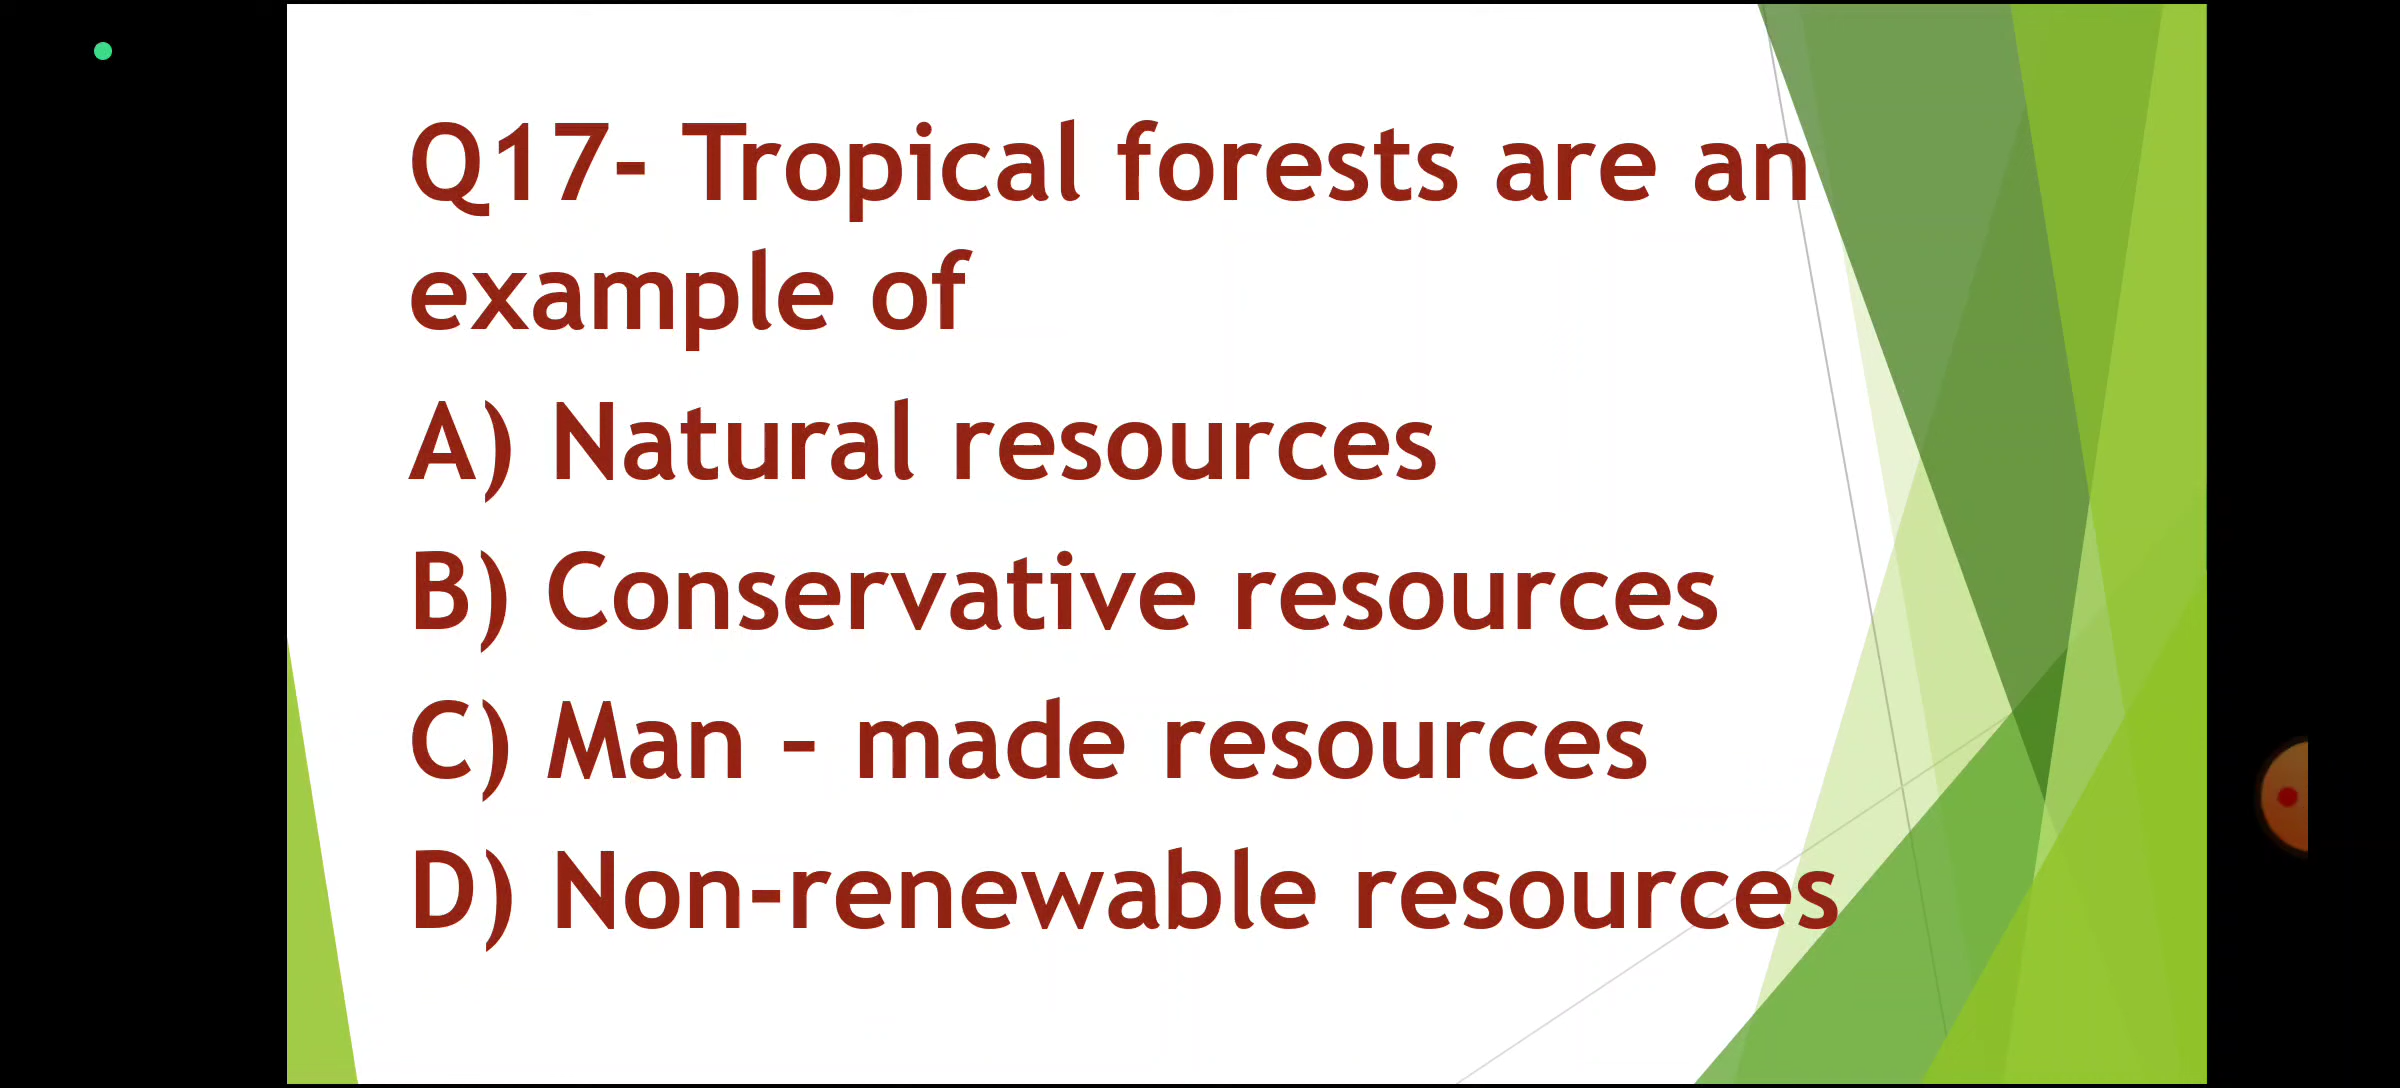 Q17- Tropical forests are an
example of
A) Natural resources
B) Conservative resources
C) Man – made resources
D) Non-renewable resources